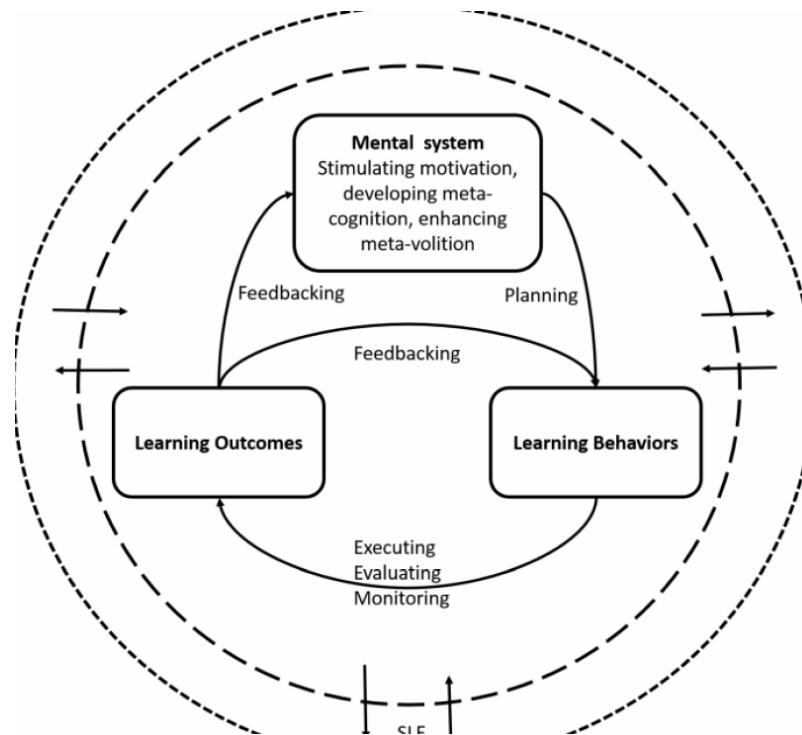 Mental system
Stimulating motivation,
developing meta-
cognition, enhancing
meta-volition
Feedbacking
Planning
Feedbacking
Learning Outcomes
Learning Behaviors
Executing
Evaluating
Monitoring